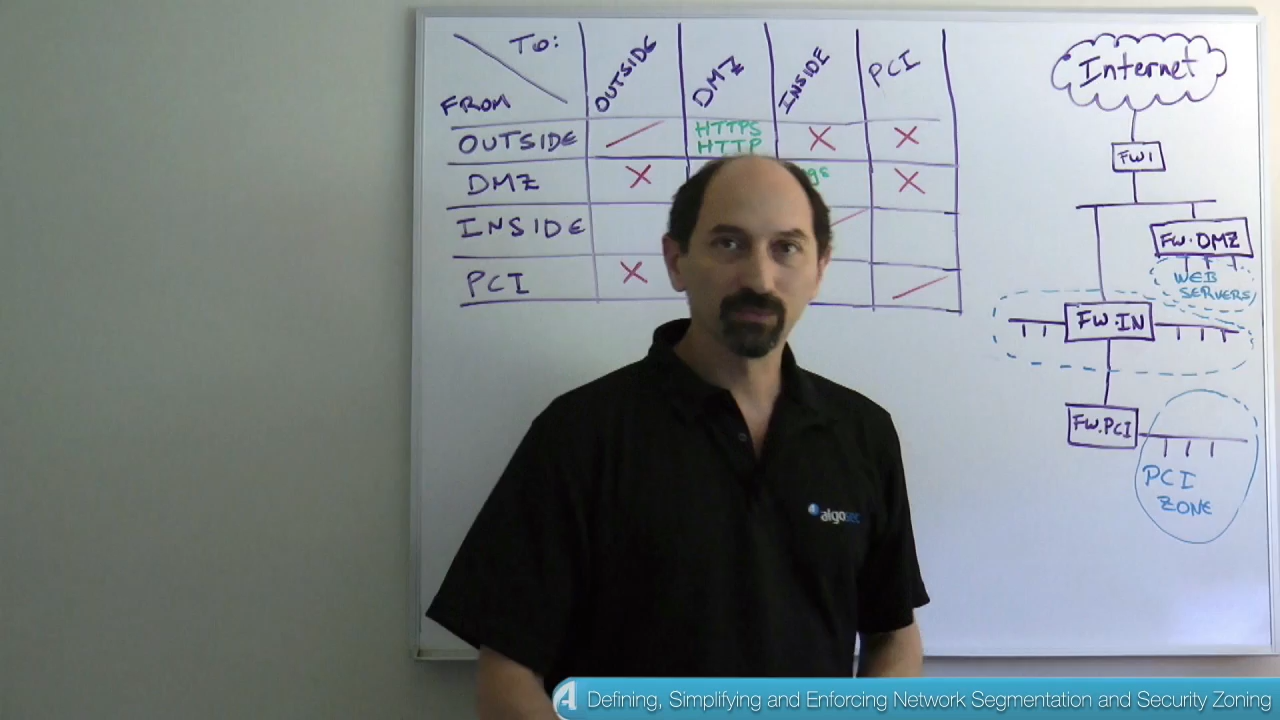 TO:
FROM
OUTSIDE DMZ INSIDE PCI
OUTSIDE HTTPS
HTTP
DMZ gs
INSIDE
PCI
Internet
FW1
FW.DMZ
WEB
SERVERS
FW.IN
FW.PCI
PCI
ZONE
algosec
Defining, Simplifying and Enforcing Network Segmentation and Security Zoning